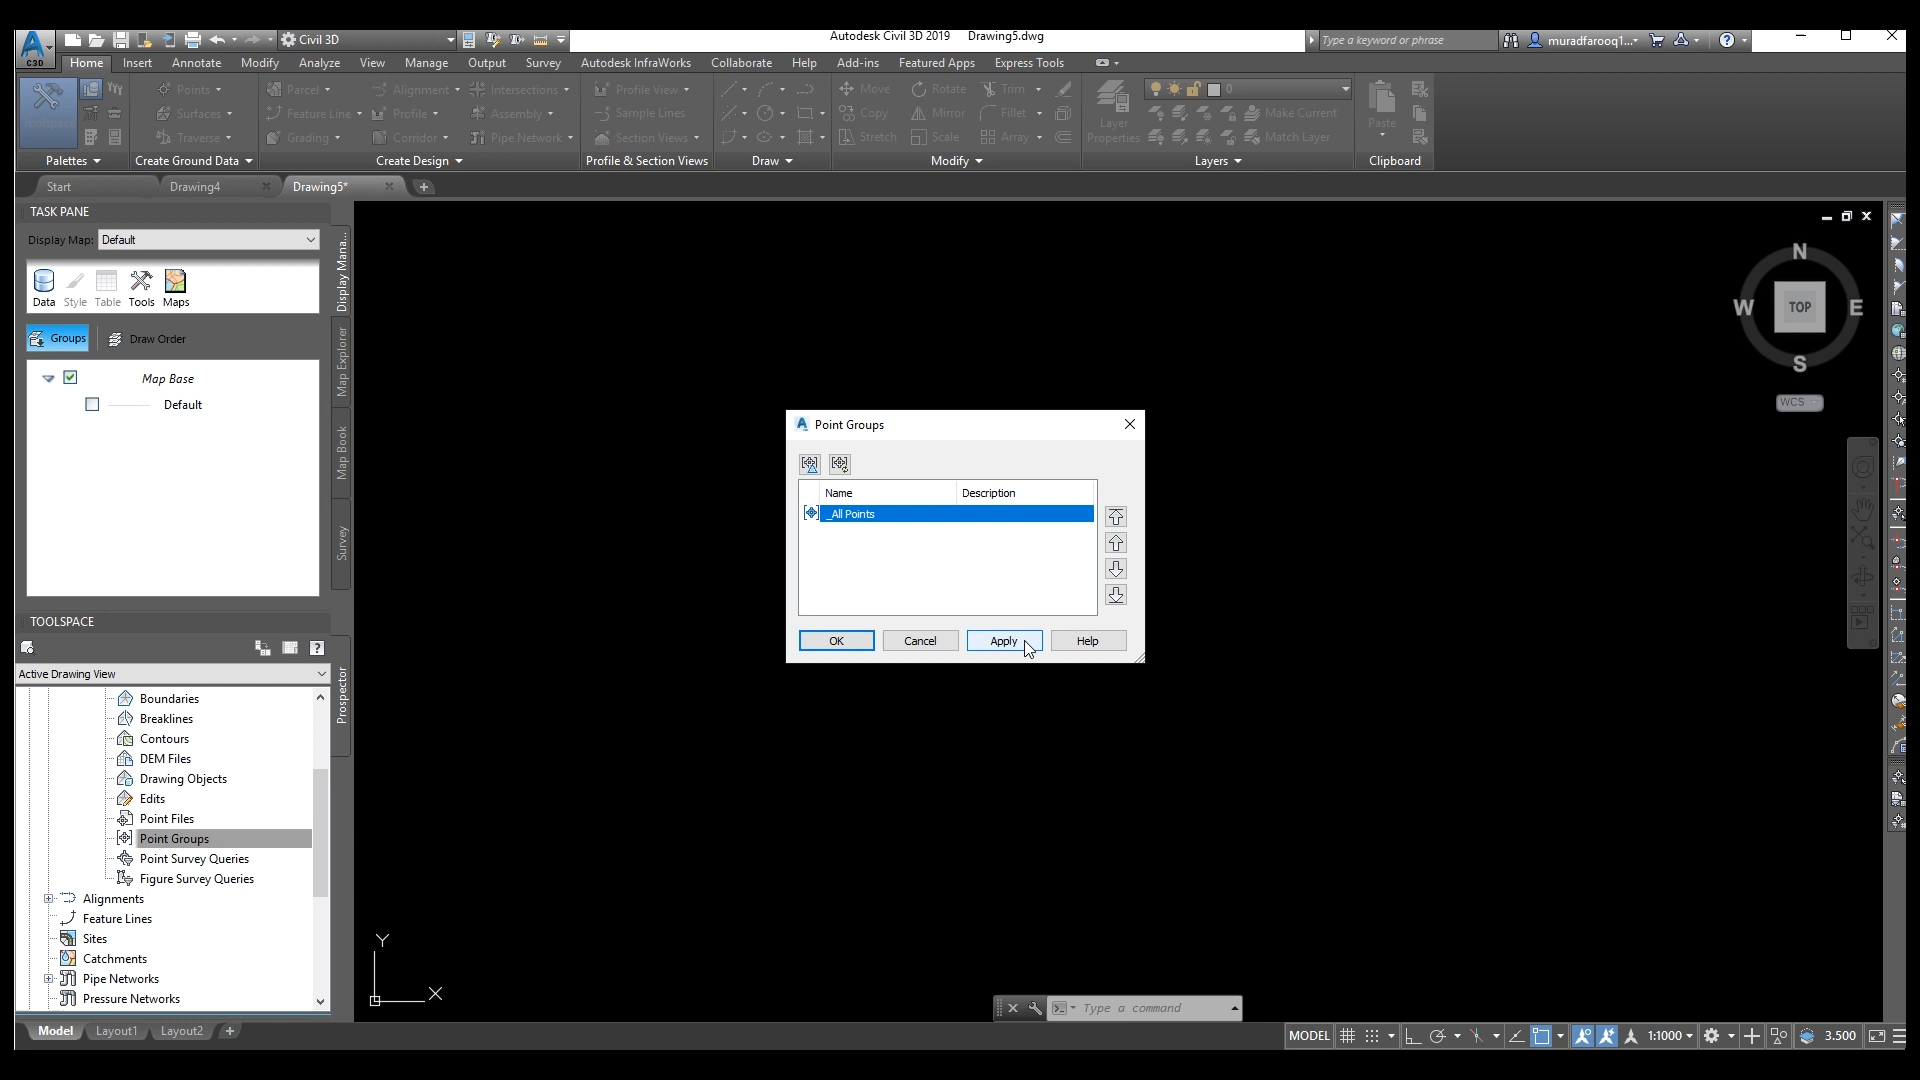 C3D
Civil 3D
Autodesk Civil 3D 2019 Drawing5.dwg
Type a keyword or phrase
muradfarooq1...
Home Insert Annotate Modify Analyze View Manage Output Survey Autodesk InfraWorks Collaborate Help Add-ins Featured Apps Express Tools
Toolspace
Points
Surfaces
Traverse
Parcel
Feature Line
Grading
Alignment
Profile
Corridor
Intersections
Assembly
Pipe Network
Profile View
Sample Lines
Section Views
Move
Copy
Stretch
Rotate
Mirror
Scale
Trim
Fillet
Array
Layer
Properties
0
Make Current
Match Layer
Paste
Palettes Create Ground Data Create Design Profile & Section Views Draw Modify Layers Clipboard
Start Drawing4 Drawing5*
TASK PANE
Display Map: Default
Data Style Table Tools Maps
Groups Draw Order
Map Base
Default
Display Mana...
Map Explorer
Map Book
Survey
TOOLSPACE
Active Drawing View
Boundaries
Breaklines
Contours
DEM Files
Drawing Objects
Edits
Point Files
Point Groups
Point Survey Queries
Figure Survey Queries
Alignments
Feature Lines
Sites
Catchments
Pipe Networks
Pressure Networks
Prospector
N
W TOP E
S
WCS
Point Groups
Name Description
_All Points
OK Cancel Apply Help
Y
X
Type a command
Model Layout1 Layout2
MODEL 1:1000 3.500